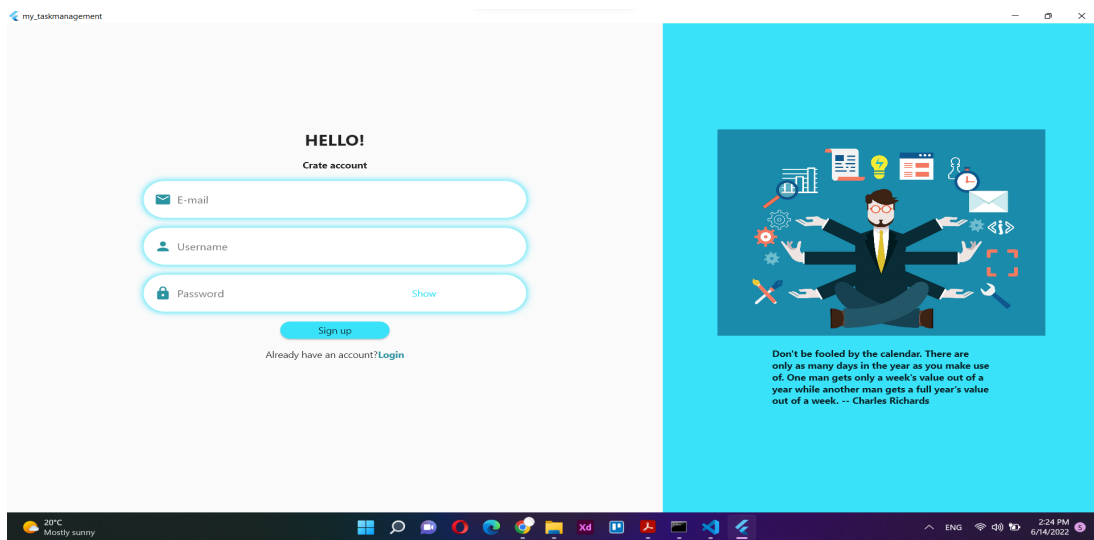 my_taskmanagement
HELLO!
Crate account
E-mail
Username
Password
Show
Sign up
Already have an account?Login
Don't be fooled by the calendar. There are
only as many days in the year as you make use
of. One man gets only a week's value out of a
year while another man gets a full year's value
out of a week. -- Charles Richards
20°C
Mostly sunny
Xd
ENG
2:24 PM
6/14/2022
5